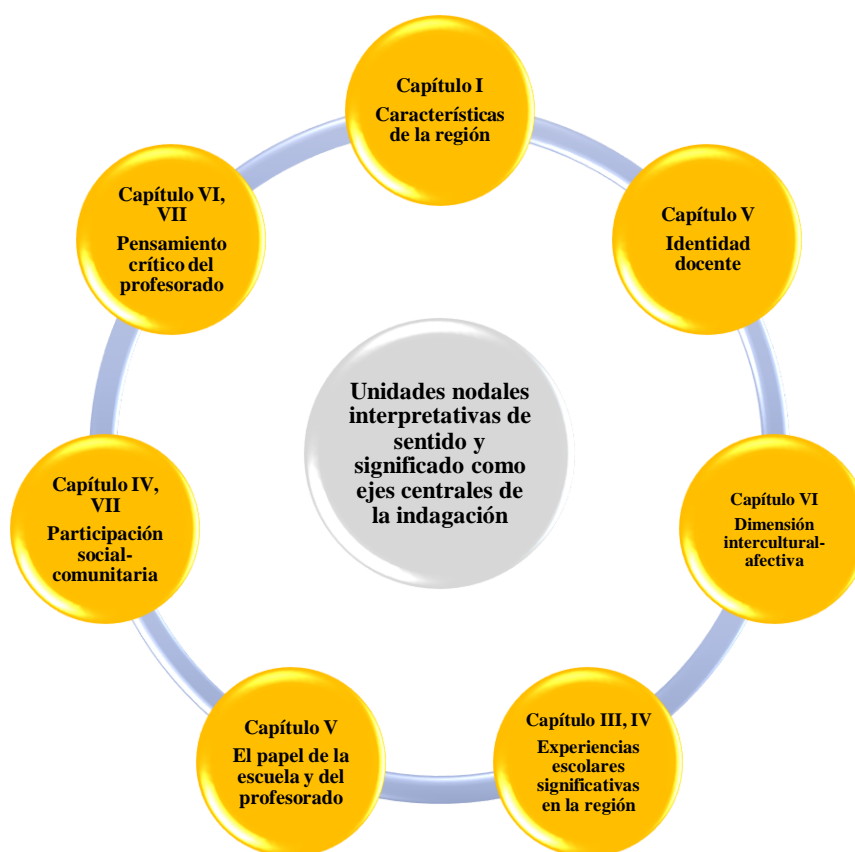 Capítulo I
Características
de la región
Capítulo V
Identidad
docente
Capítulo VI
Dimensión
intercultural-
afectiva
Capítulo III, IV
Experiencias
escolares
significativas
en la región
Capítulo V
El papel de la
escuela y del
profesorado
Capítulo IV,
VII
Participación
social-
comunitaria
Capítulo VI,
VII
Pensamiento
crítico del
profesorado
Unidades nodales
interpretativas de
sentido y
significado como
ejes centrales de
la indagación